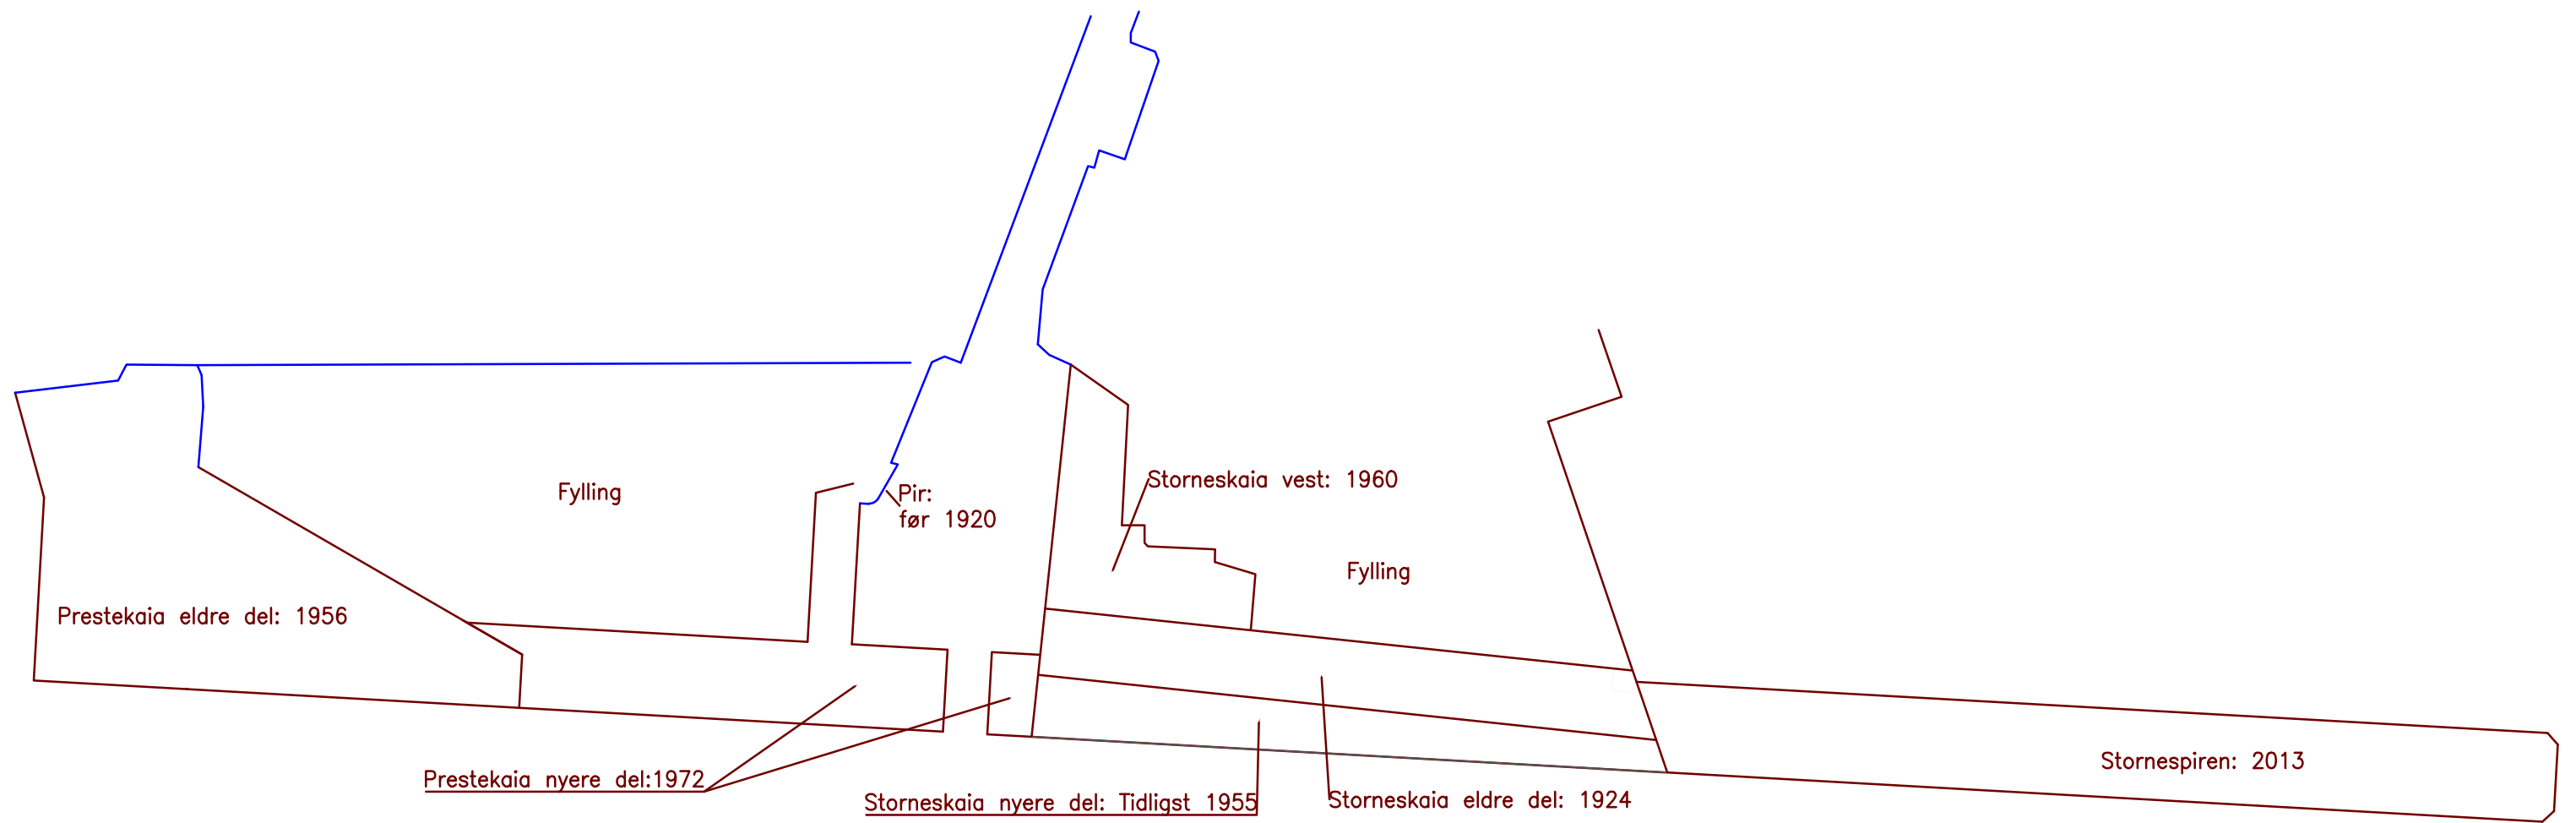 Storneskaia vest: 1960
Fylling
Pir:
før 1920
Fylling
Prestekaia eldre del: 1956
Stornespiren: 2013
Prestekaia nyere del:1972
Storneskaia nyere del: Tidligst 1955
Storneskaia eldre del: 1924